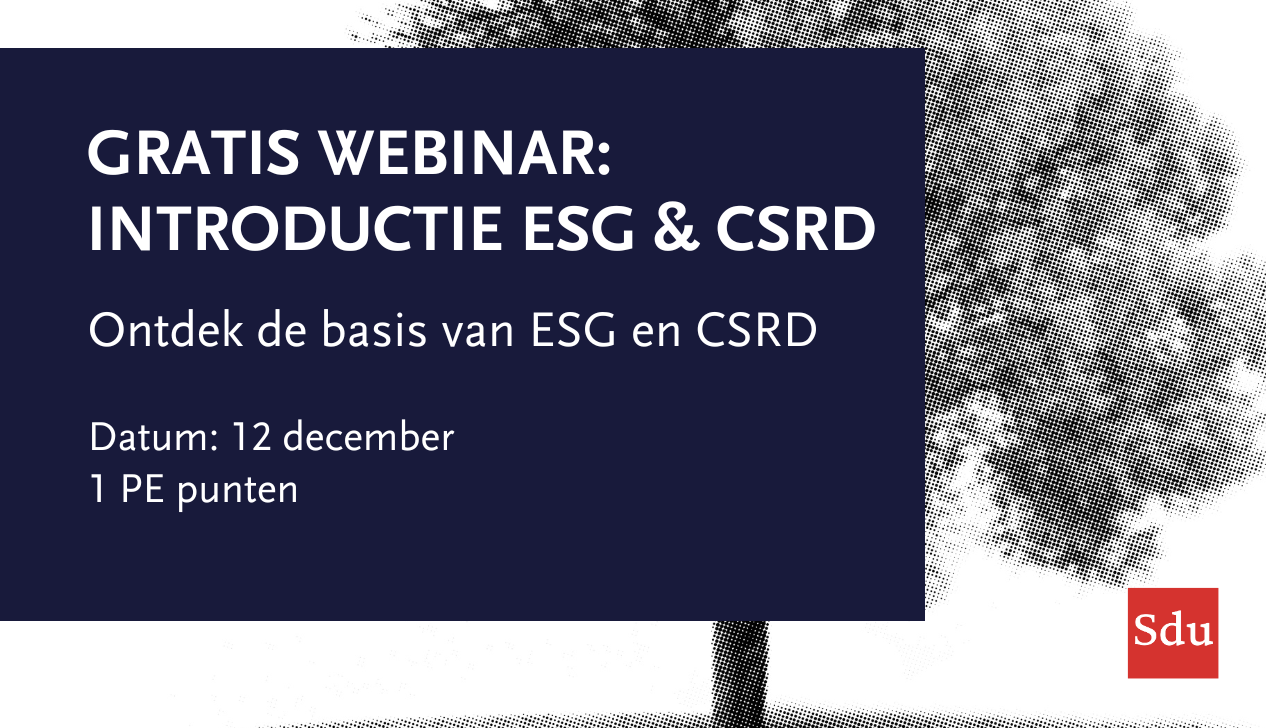 GRATIS WEBINAR:
INTRODUCTIE ESG & CSRD
Ontdek de basis van ESG en CSRD
Datum: 12 december
1 PE punten
Sdu